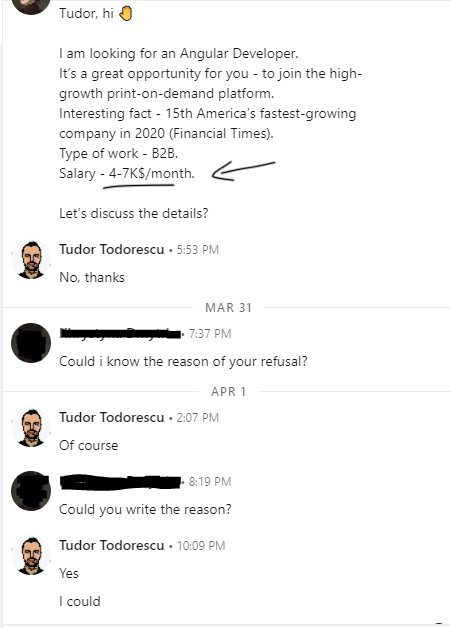 Tudor, hi 🤚
I am looking for an Angular Developer.
It's a great opportunity for you - to join the high-
growth print-on-demand platform.
Interesting fact - 15th America's fastest-growing
company in 2020 (Financial Times).
Type of work - B2B.
Salary - 4-7K$/month.
Let's discuss the details?
Tudor Todorescu • 5:53 PM
No, thanks
MAR 31
• 7:37 PM
Could i know the reason of your refusal?
APR 1
Tudor Todorescu • 2:07 PM
Of course
• 8:19 PM
Could you write the reason?
Tudor Todorescu • 10:09 PM
Yes
I could